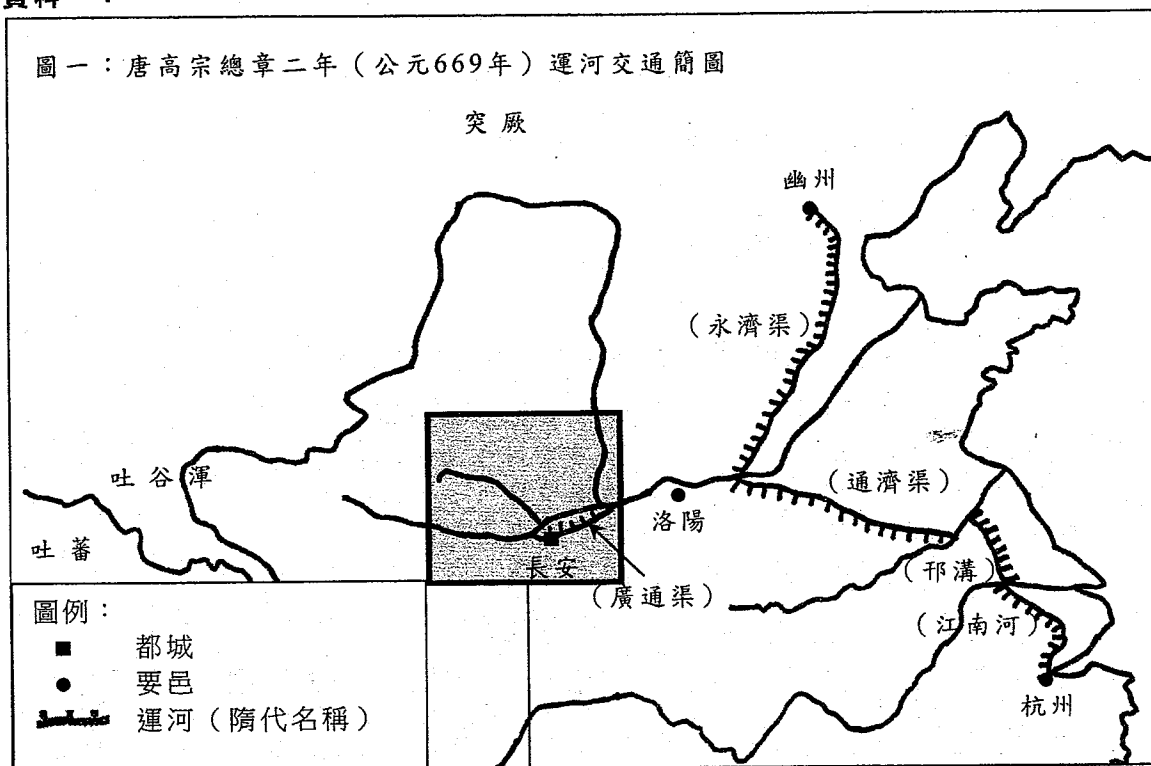 圖一：唐高宗總章二年（公元669年）運河交通簡圖
突厥
幽州
（永濟渠）
吐谷渾
（通濟渠）
洛陽
吐蕃
長安
（邗溝）
（廣通渠）
（江南河）
杭州
圖例：
都城
要邑
運河（隋代名稱）